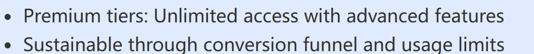 • Premium tiers: Unlimited access with advanced features
• Sustainable through conversion funnel and usage limits